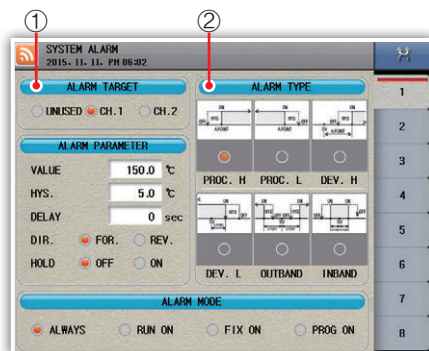 ① ②
SYSTEM ALARM
2015. 11. 11. PM 06:02
ALARM TARGET
UNUSED CH.1 CH.2
ALARM PARAMETER
VALUE 150.0 ℃
HYS. 5.0 ℃
DELAY 0 sec
DIR. FOR. REV.
HOLD OFF ON
ALARM TYPE
PROC. H PROC. L DEV. H
DEV. L OUTBAND INBAND
ALARM MODE
ALWAYS RUN ON FIX ON PROG ON
1
2
3
4
5
6
7
8